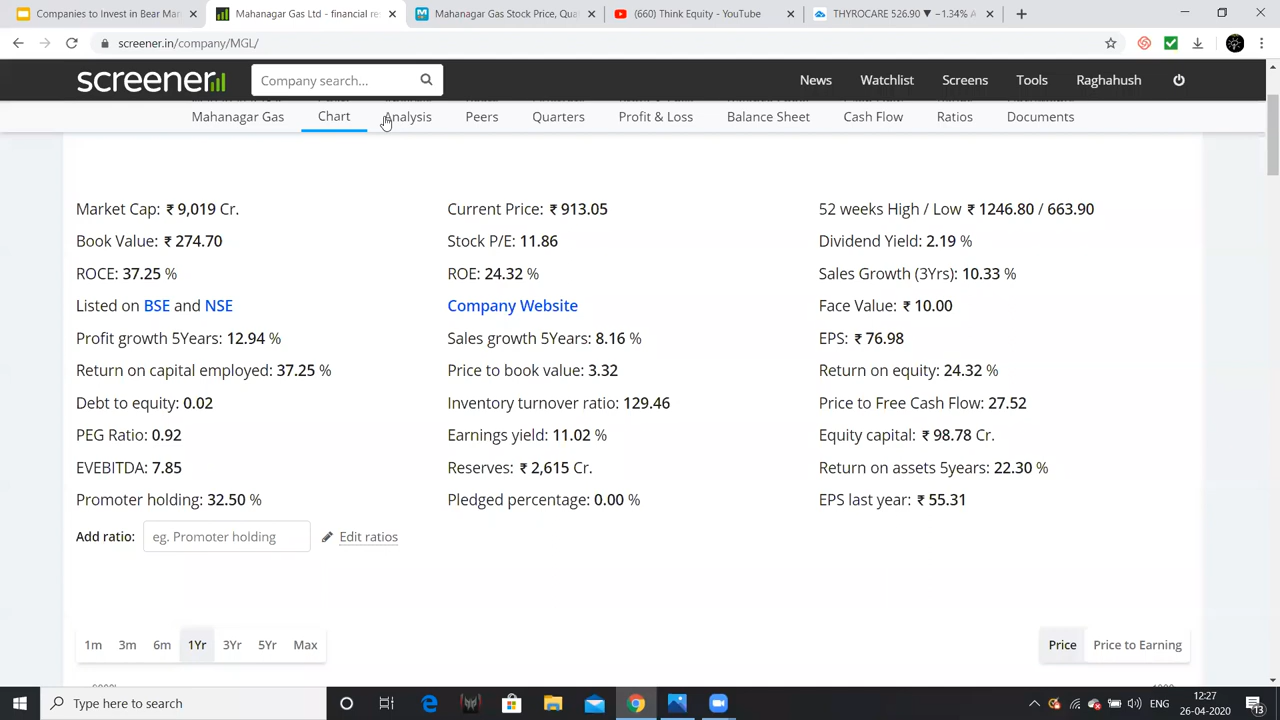 Companies to Invest in Bear Mar
Mahanagar Gas Ltd - financial re
Mahanagar Gas Stock Price, Qua
(660) Think Equity - YouTube
THYROCARE 526.90 ▼ −1.34% A
screener.in/company/MGL/
screener
Company search...
News
Watchlist
Screens
Tools
Raghahush
Mahanagar Gas
Chart
Analysis
Peers
Quarters
Profit & Loss
Balance Sheet
Cash Flow
Ratios
Documents
Market Cap: ₹ 9,019 Cr.
Current Price: ₹ 913.05
52 weeks High / Low ₹ 1246.80 / 663.90
Book Value: ₹ 274.70
Stock P/E: 11.86
Dividend Yield: 2.19 %
ROCE: 37.25 %
ROE: 24.32 %
Sales Growth (3Yrs): 10.33 %
Listed on BSE and NSE
Company Website
Face Value: ₹ 10.00
Profit growth 5Years: 12.94 %
Sales growth 5Years: 8.16 %
EPS: ₹ 76.98
Return on capital employed: 37.25 %
Price to book value: 3.32
Return on equity: 24.32 %
Debt to equity: 0.02
Inventory turnover ratio: 129.46
Price to Free Cash Flow: 27.52
PEG Ratio: 0.92
Earnings yield: 11.02 %
Equity capital: ₹ 98.78 Cr.
EVEBITDA: 7.85
Reserves: ₹ 2,615 Cr.
Return on assets 5years: 22.30 %
Promoter holding: 32.50 %
Pledged percentage: 0.00 %
EPS last year: ₹ 55.31
Add ratio:
eg. Promoter holding
Edit ratios
1m
3m
6m
1Yr
3Yr
5Yr
Max
Price
Price to Earning
Type here to search
ENG
12:27
26-04-2020
13